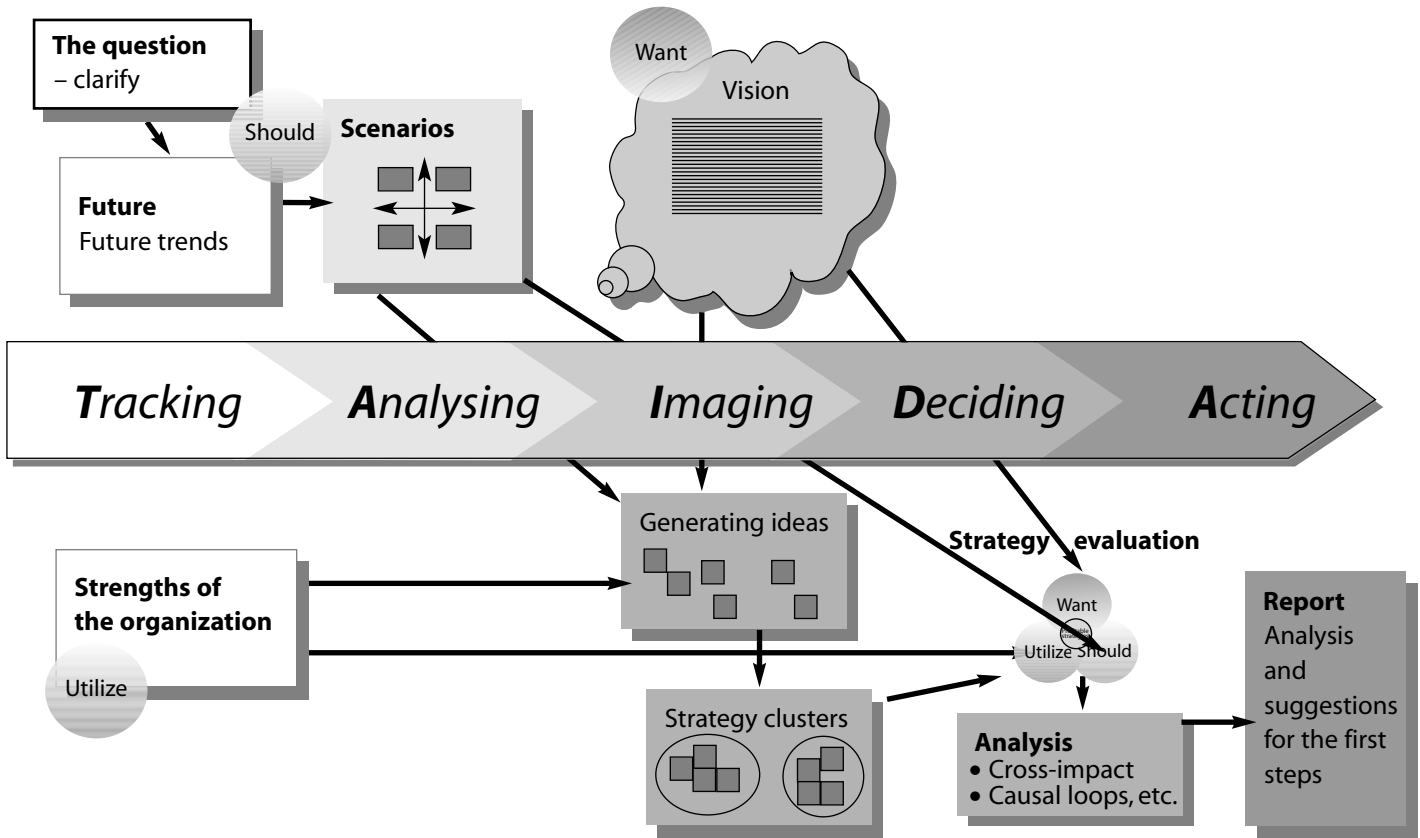 The question
– clarify
Should
Future
Future trends
Scenarios
Want
Vision
Tracking
Analysing
Imaging
Deciding
Acting
Generating ideas
Strengths of
the organization
Utilize
Strategy clusters
Strategy evaluation
Want
Utilize
Should
Analysis
• Cross-impact
• Causal loops, etc.
Report
Analysis
and
suggestions
for the first
steps